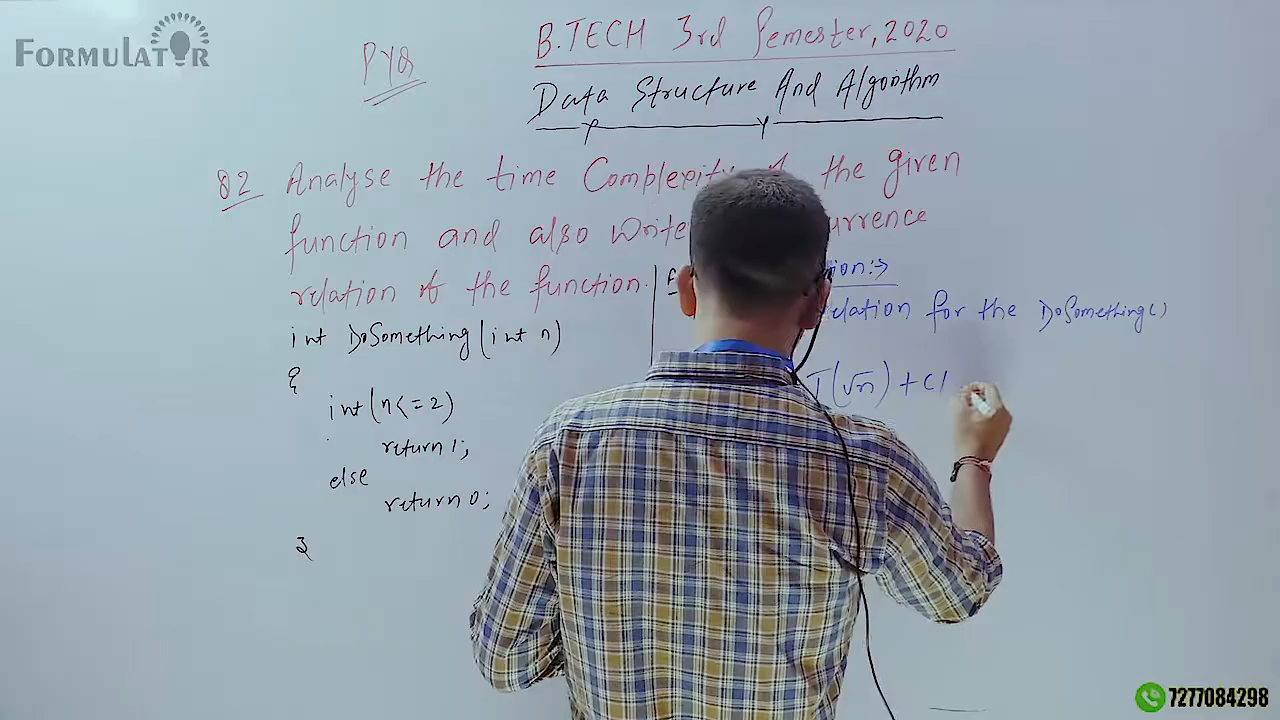 FORMULATOR
PYQ
B.TECH 3rd Semester, 2020
Data Structure And Algorithm
Q2 Analyse the time Complexity of the given
function and also write
relation of the function.
relation for the DoSomething()
int DoSomething (int n)
{
T(√n) + C1
int (n<=2)
return 1;
else
return 0;
}
7277084298